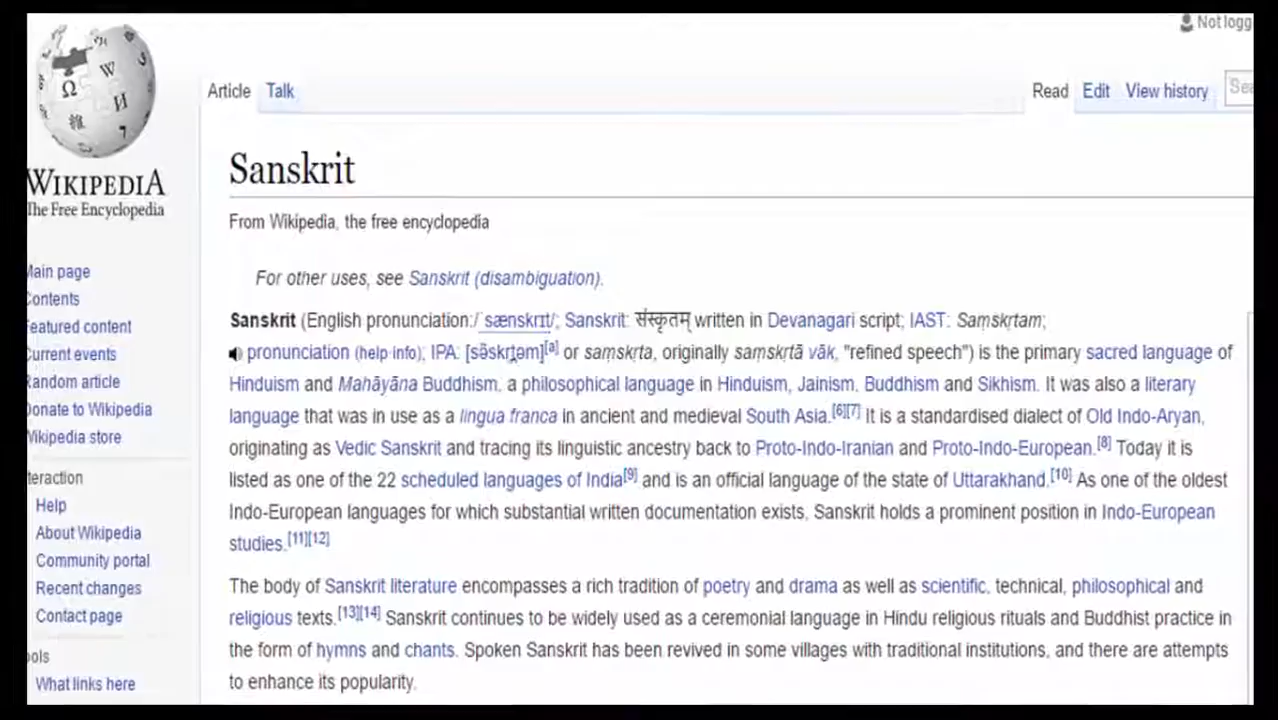 Not logg
Article Talk Read Edit View history Sea
WIKIPEDIA
The Free Encyclopedia
Sanskrit
From Wikipedia, the free encyclopedia
For other uses, see Sanskrit (disambiguation).
Sanskrit (English pronunciation:/ˈsænskrɪt/; Sanskrit: संस्कृतम् written in Devanagari script; IAST: Saṃskṛtam;
pronunciation (help·info); IPA: [sə̃skr̩t̪əm][a] or saṃskṛta, originally saṃskṛtā vāk, "refined speech") is the primary sacred language of
Hinduism and Mahāyāna Buddhism, a philosophical language in Hinduism, Jainism, Buddhism and Sikhism. It was also a literary
language that was in use as a lingua franca in ancient and medieval South Asia.[6][7] It is a standardised dialect of Old Indo-Aryan,
originating as Vedic Sanskrit and tracing its linguistic ancestry back to Proto-Indo-Iranian and Proto-Indo-European.[8] Today it is
listed as one of the 22 scheduled languages of India[9] and is an official language of the state of Uttarakhand.[10] As one of the oldest
Indo-European languages for which substantial written documentation exists, Sanskrit holds a prominent position in Indo-European
studies.[11][12]
The body of Sanskrit literature encompasses a rich tradition of poetry and drama as well as scientific, technical, philosophical and
religious texts.[13][14] Sanskrit continues to be widely used as a ceremonial language in Hindu religious rituals and Buddhist practice in
the form of hymns and chants. Spoken Sanskrit has been revived in some villages with traditional institutions, and there are attempts
to enhance its popularity.
Main page
Contents
Featured content
Current events
Random article
Donate to Wikipedia
Wikipedia store
teraction
Help
About Wikipedia
Community portal
Recent changes
Contact page
ools
What links here